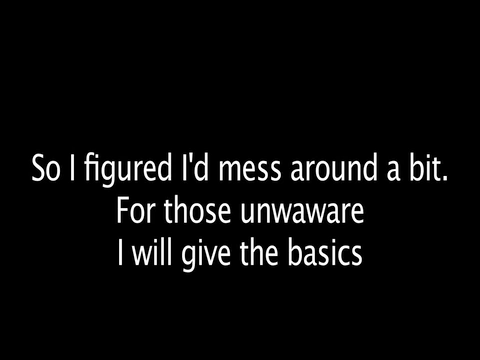 So I figured I'd mess around a bit.
For those unwaware
I will give the basics